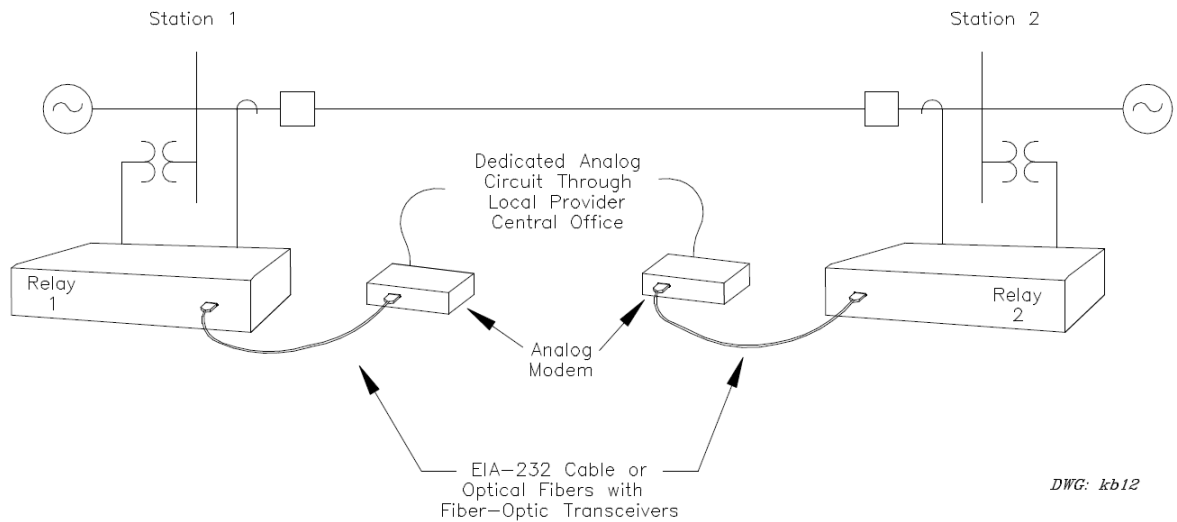 Station 1
Station 2
Dedicated Analog
Circuit Through
Local Provider
Central Office
Relay
1
Relay
2
Analog
Modem
EIA-232 Cable or
Optical Fibers with
Fiber-Optic Transceivers
DWG: kb12